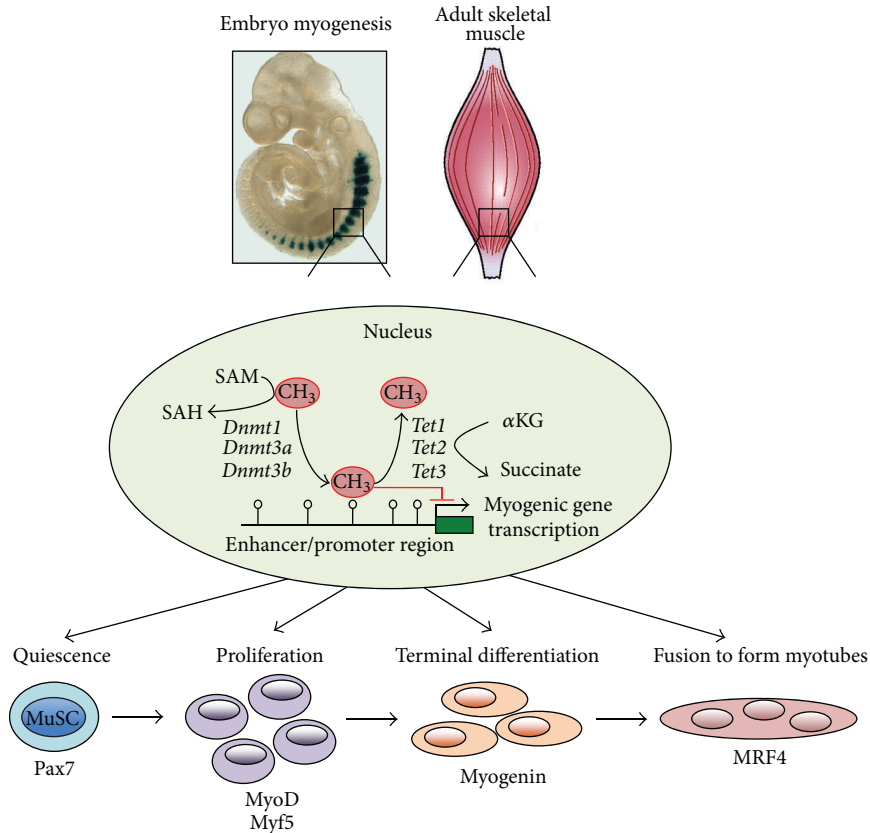 Embryo myogenesis
Adult skeletal
muscle
Nucleus
SAM
SAH
CH₃
CH₃
Dnmt1
Dnmt3a
Dnmt3b
Tet1
Tet2
Tet3
αKG
Succinate
CH₃
Myogenic gene
transcription
Enhancer/promoter region
Quiescence
Proliferation
Terminal differentiation
Fusion to form myotubes
MuSC
Pax7
MyoD
Myf5
Myogenin
MRF4